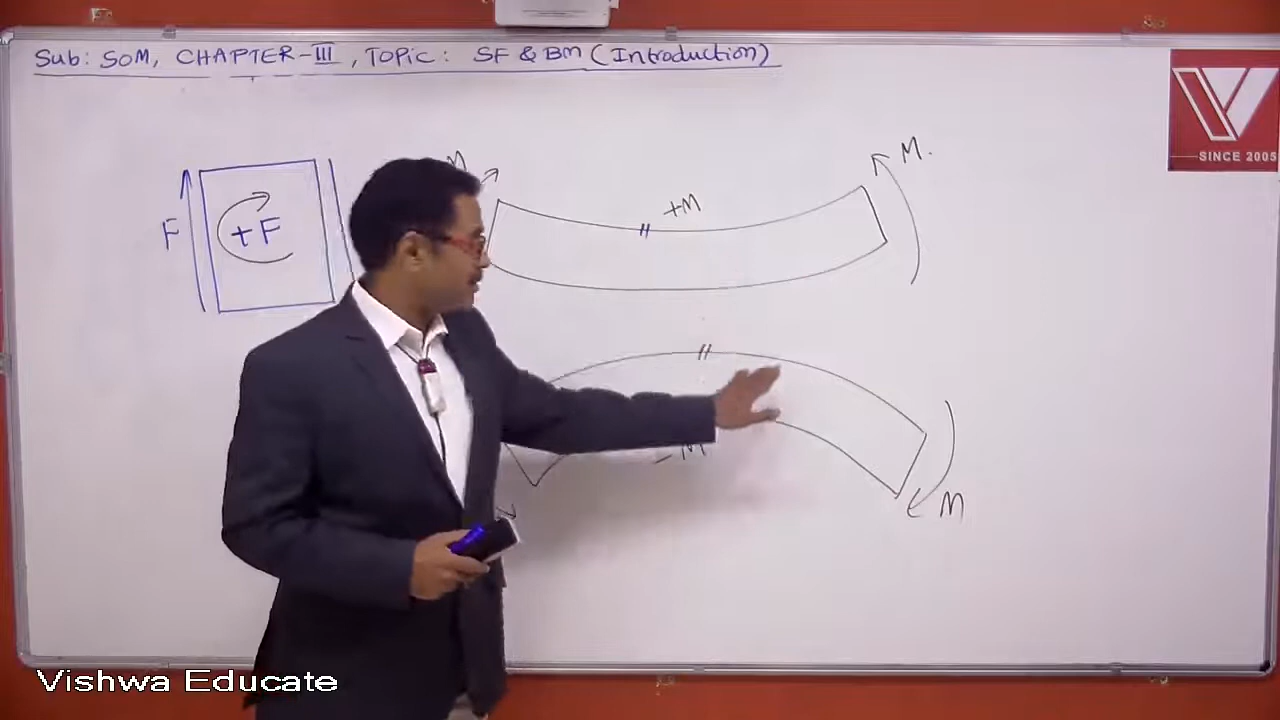 Sub: SOM, CHAPTER-III, TOPIC: SF & BM (Introduction)
SINCE 2005
M.
+M
F
+F
-M
M
Vishwa Educate